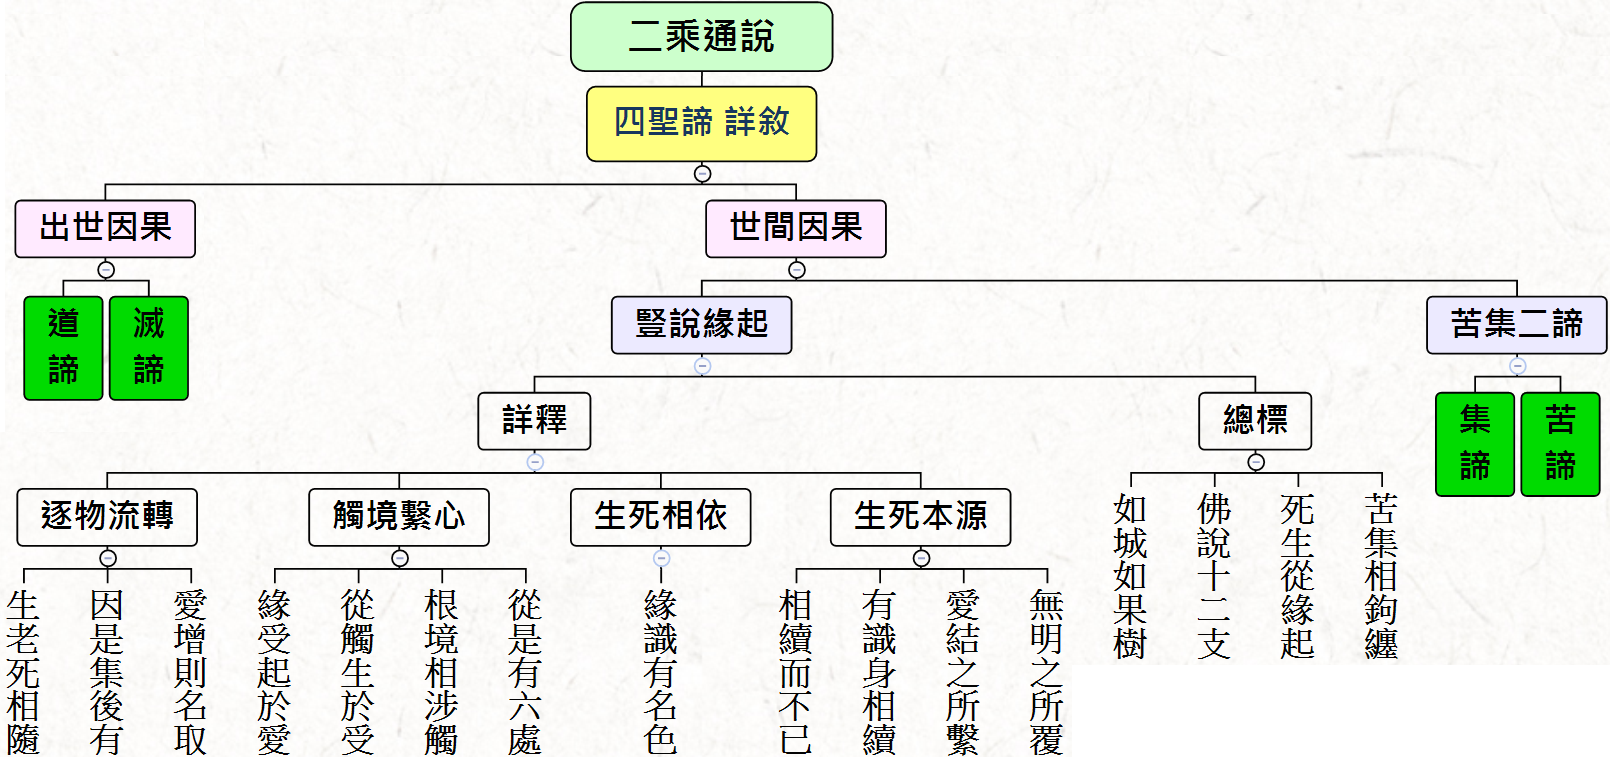 二乘通說
四聖諦 詳敘
出世因果
世間因果
道諦
滅諦
豎說緣起
苦集二諦
詳釋
總標
集諦
苦諦
逐物流轉
觸境繫心
生死相依
生死本源
苦集相鉤纏
死生從緣起
佛說十二支
如城如果樹
無明之所覆
愛結之所繫
有識身相續
相續而不已
緣識有名色
從是有六處
根境相涉觸
從觸生於受
緣受起於愛
愛增則名取
因是集後有
生老死相隨